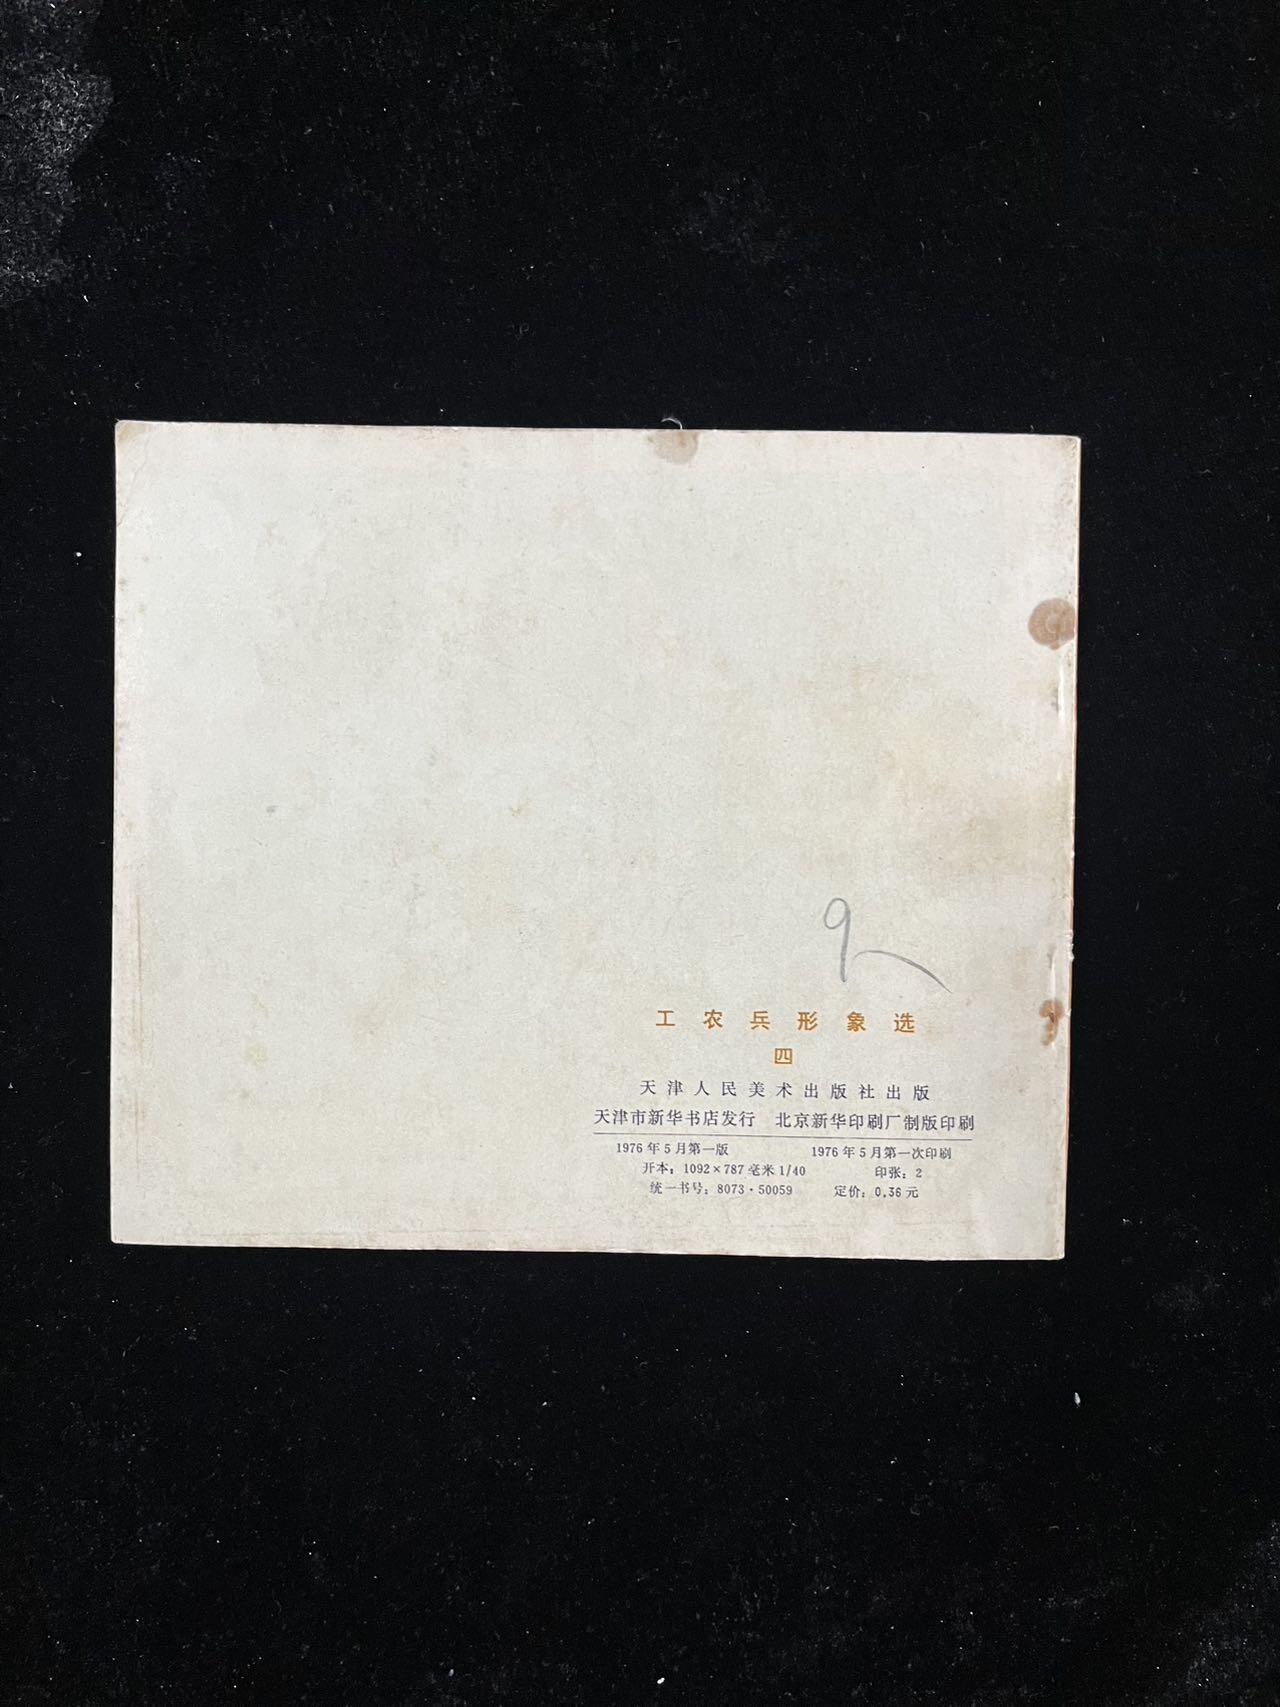 工农兵形象选
四
天津人民美术出版社出版
天津市新华书店发行 北京新华印刷厂制版印刷
1976年5月第一版 1976年5月第一次印刷
开本：1092×787毫米1/40 印张：2
统一书号：8073·50059 定价：0.36元